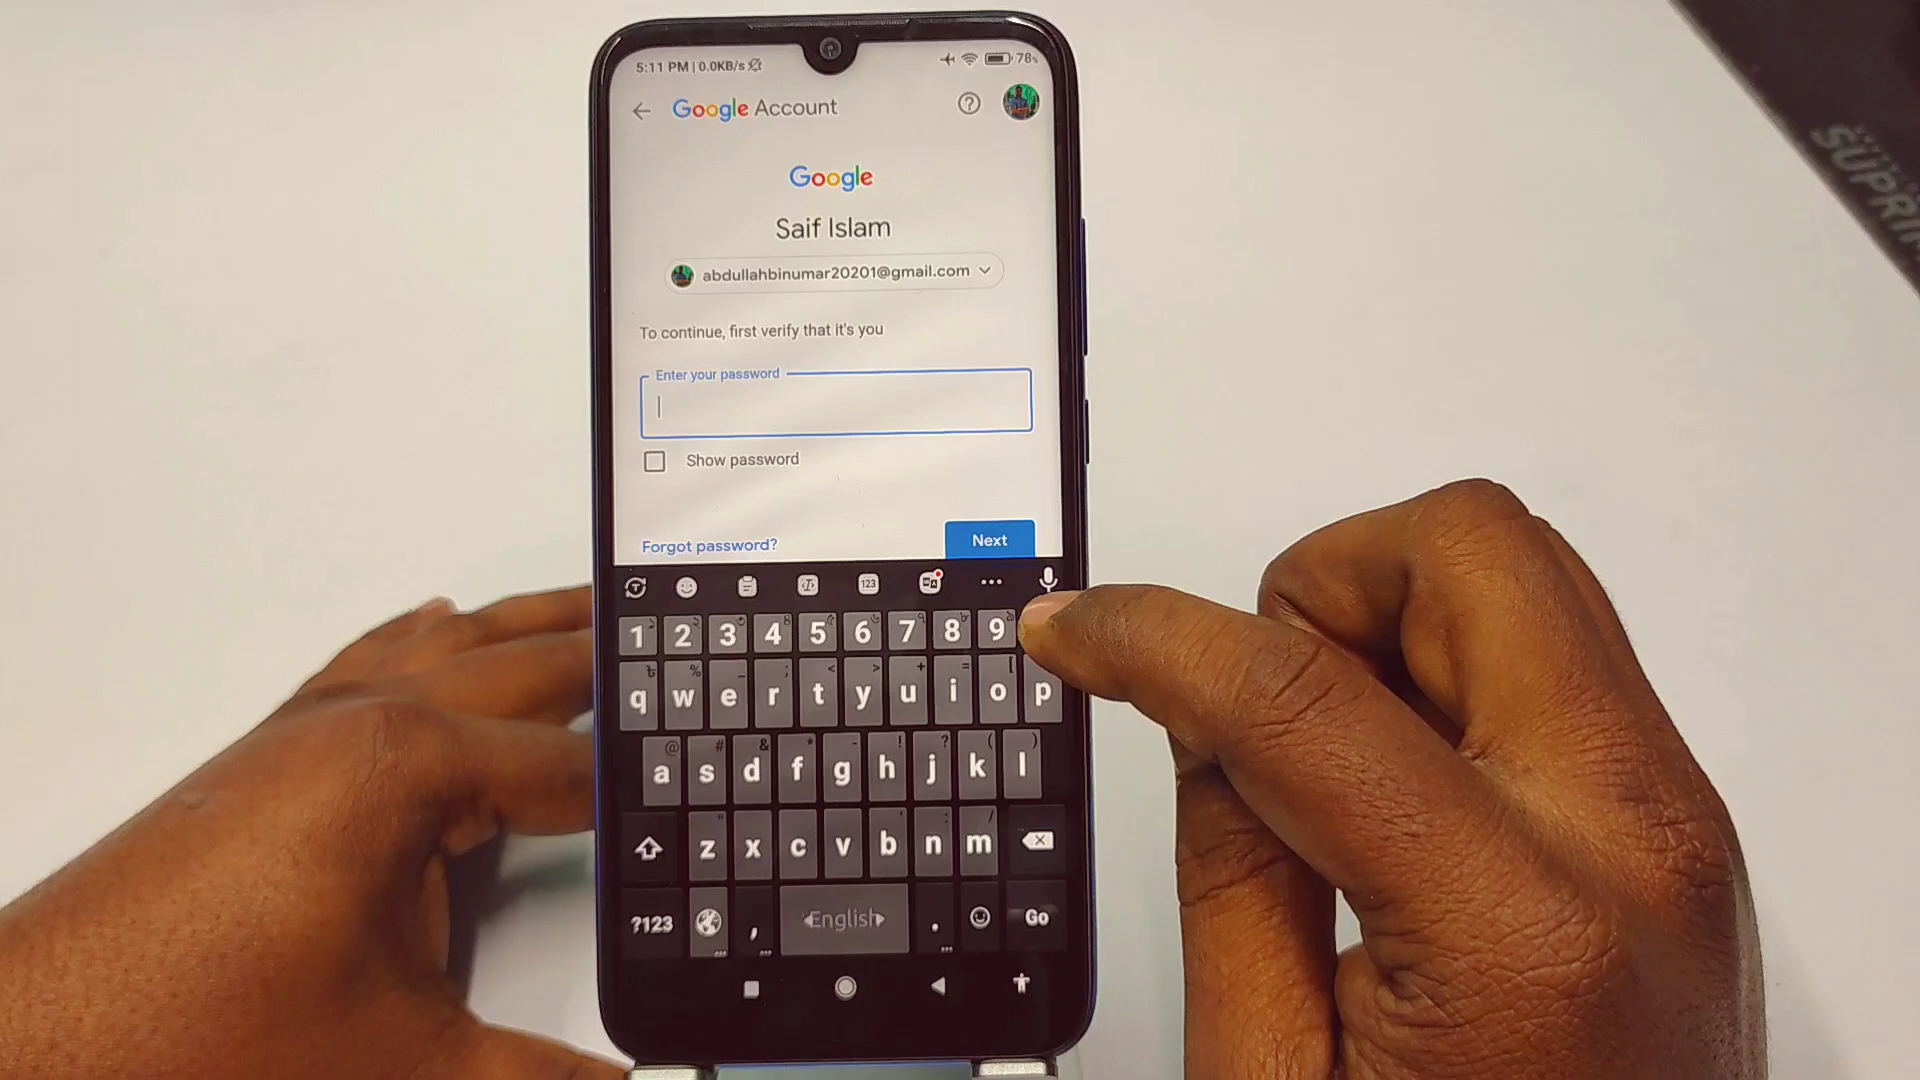 5:11 PM | 0.0KB/s
78%
Google Account
Google
Saif Islam
abdullahbinumar20201@gmail.com
To continue, first verify that it's you
Enter your password
Show password
Forgot password?
Next
123
1 2 3 4 5 6 7 8 9
q w e r t y u i o p
a s d f g h j k l
z x c v b n m
?123 , English . Go